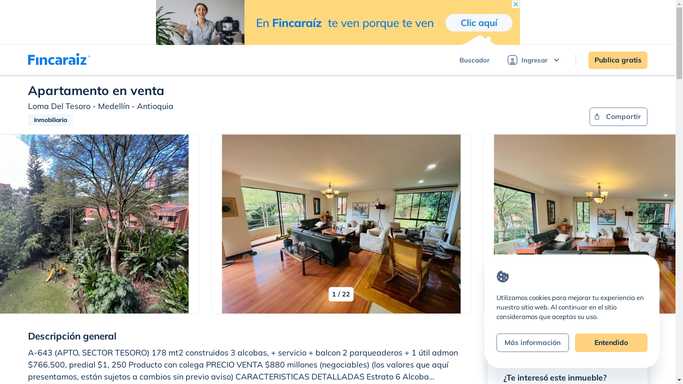 En Fincaraíz te ven porque te ven
Clic aquí
Fincaraiz
Buscador
Ingresar
Publica gratis
Apartamento en venta
Loma Del Tesoro - Medellín - Antioquia
Inmobiliaria
Compartir
1 / 22
Utilizamos cookies para mejorar tu experiencia en
nuestro sitio web. Al continuar en el sitio
consideramos que aceptas su uso.
Más información
Entendido
Descripción general
A-643 (APTO, SECTOR TESORO) 178 mt2 construidos 3 alcobas, + servicio + balcon 2 parqueaderos + 1 útil admon
$766.500, predial $1, 250 Producto con colega PRECIO VENTA $880 millones (negociables) (los valores que aquí
presentamos, están sujetos a cambios sin previo aviso) CARACTERISTICAS DETALLADAS Estrato 6 Alcoba...
¿Te interesó este inmueble?